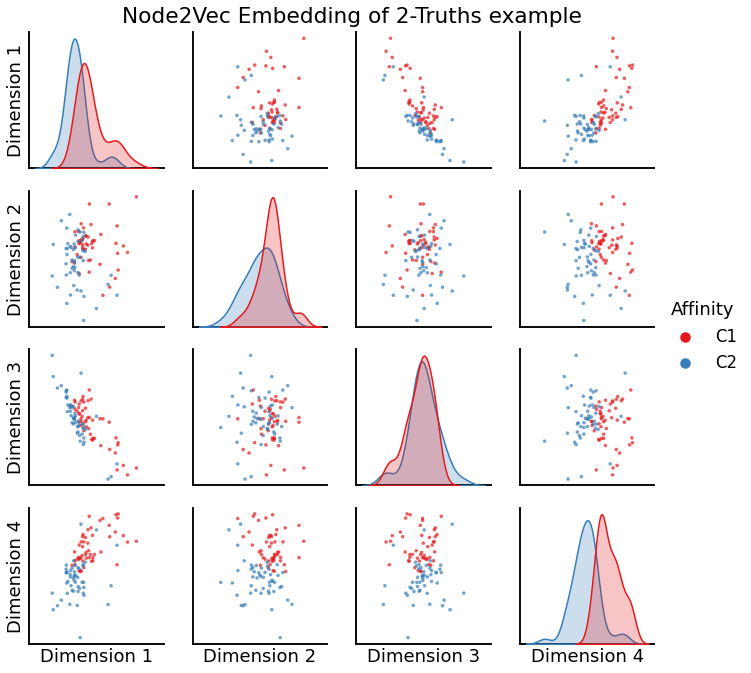 Node2Vec Embedding of 2-Truths example
Dimension 1
Dimension 2
Dimension 3
Dimension 4
Affinity
C1
C2
Dimension 1
Dimension 2
Dimension 3
Dimension 4